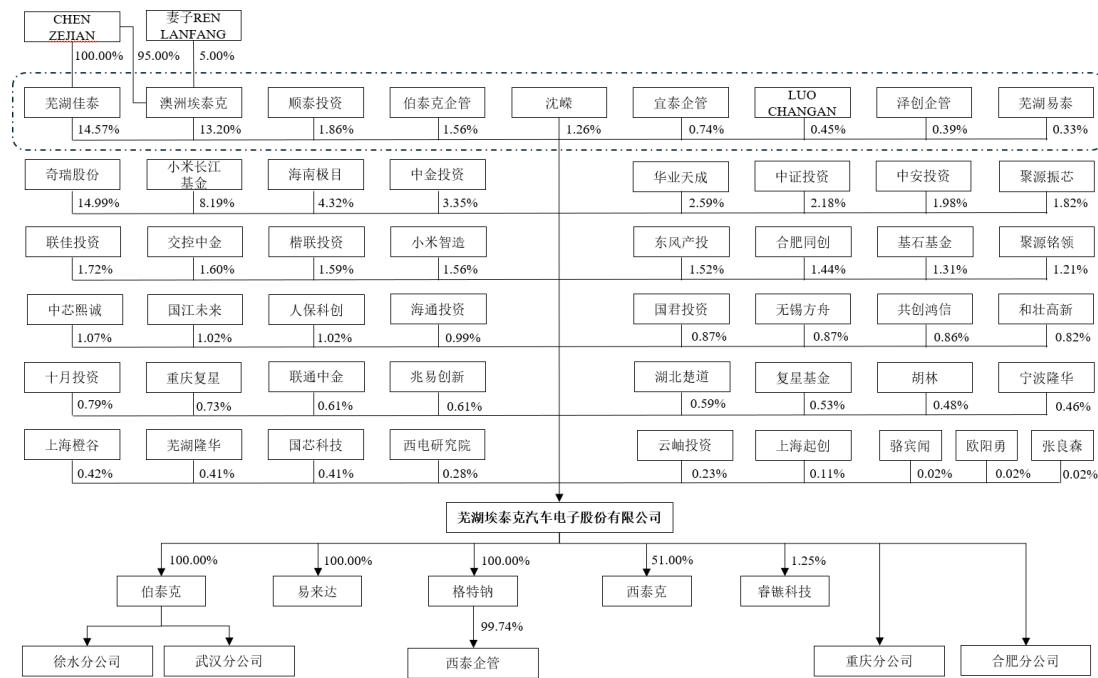 CHEN
ZEJIAN
妻子REN
LANFANG
100.00%
95.00%
5.00%
芜湖佳泰
澳洲埃泰克
顺泰投资
伯泰克企管
沈嵘
宜泰企管
LUO
CHANGAN
泽创企管
芜湖易泰
14.57%
13.20%
1.86%
1.56%
1.26%
0.74%
0.45%
0.39%
0.33%
奇瑞股份
小米长江
基金
海南极目
中金投资
华业天成
中证投资
中安投资
聚源振芯
14.99%
8.19%
4.32%
3.35%
2.59%
2.18%
1.98%
1.82%
联佳投资
交控中金
楷联投资
小米智造
东风产投
合肥同创
基石基金
聚源铭领
1.72%
1.60%
1.59%
1.56%
1.52%
1.44%
1.31%
1.21%
中芯熙诚
国江未来
人保科创
海通投资
国君投资
无锡方舟
共创鸿信
和壮高新
1.07%
1.02%
1.02%
0.99%
0.87%
0.87%
0.86%
0.82%
十月投资
重庆复星
联通中金
兆易创新
湖北楚道
复星基金
胡林
宁波隆华
0.79%
0.73%
0.61%
0.61%
0.59%
0.53%
0.48%
0.46%
上海橙谷
芜湖隆华
国芯科技
西电研究院
云岫投资
上海起创
骆宾闻
欧阳勇
张良森
0.42%
0.41%
0.41%
0.28%
0.23%
0.11%
0.02%
0.02%
0.02%
芜湖埃泰克汽车电子股份有限公司
100.00%
100.00%
100.00%
51.00%
1.25%
伯泰克
易来达
格特钠
西泰克
睿镞科技
99.74%
徐水分公司
武汉分公司
西泰企管
重庆分公司
合肥分公司